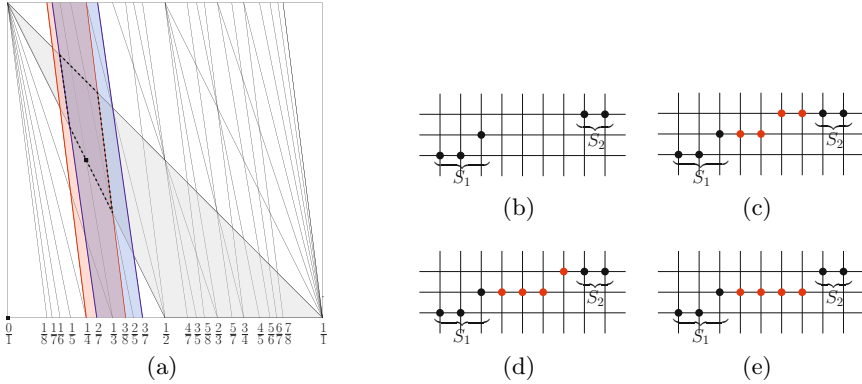 S₂
S₁
(b)
S₂
S₁
(c)
0/1 1/8 1/7 1/6 1/5 1/4 2/7 1/3 3/8 2/5 3/7 1/2 4/7 3/5 5/8 2/3 5/7 3/4 4/5 5/6 6/7 7/8 1/1
(a)
S₂
S₁
(d)
S₂
S₁
(e)